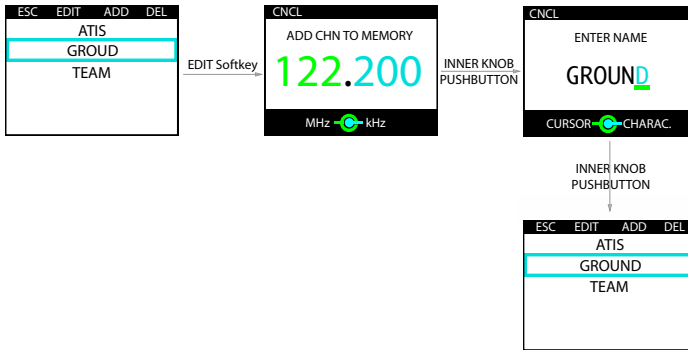 ESC EDIT ADD DEL
ATIS
GROUD
TEAM
EDIT Softkey
CNCL
ADD CHN TO MEMORY
122.200
MHz kHz
INNER KNOB
PUSHBUTTON
CNCL
ENTER NAME
GROUND
CURSOR CHARAC.
INNER KNOB
PUSHBUTTON
ESC EDIT ADD DEL
ATIS
GROUND
TEAM